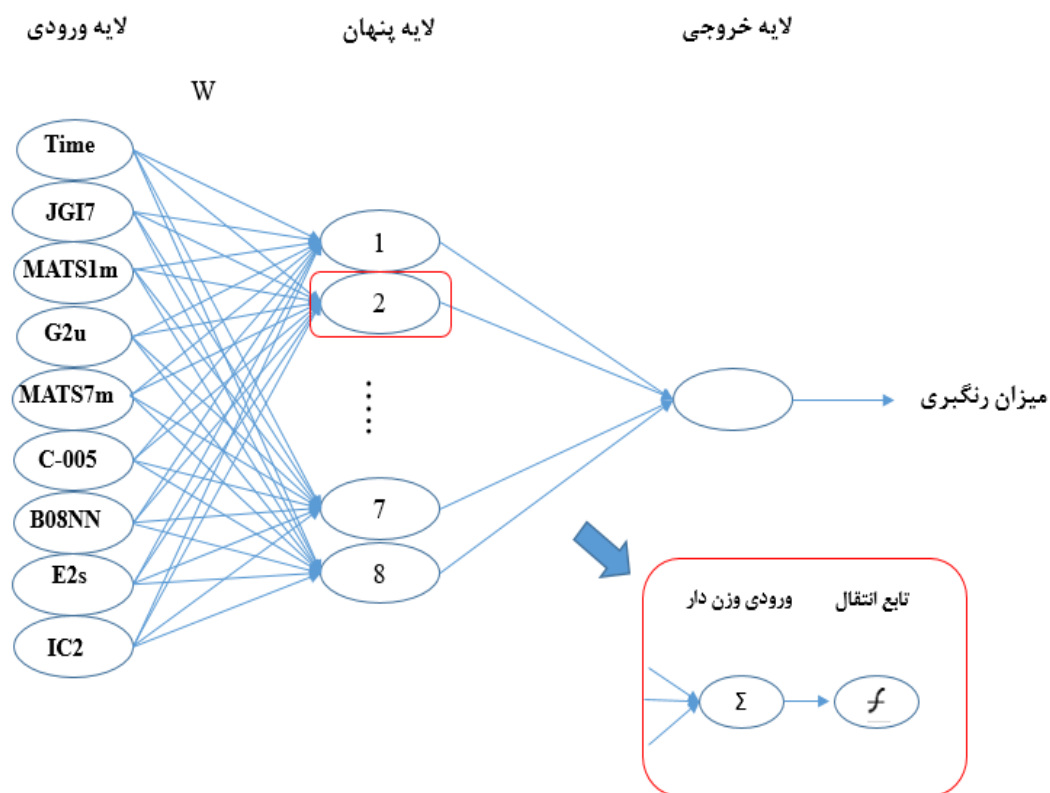 لایه ورودی
لایه پنهان
لایه خروجی
W
Time
JGI7
MATS1m
G2u
MATS7m
C-005
B08NN
E2s
IC2
1
2
7
8
میزان رنگبری
ورودی وزن دار
تابع انتقال
Σ
f